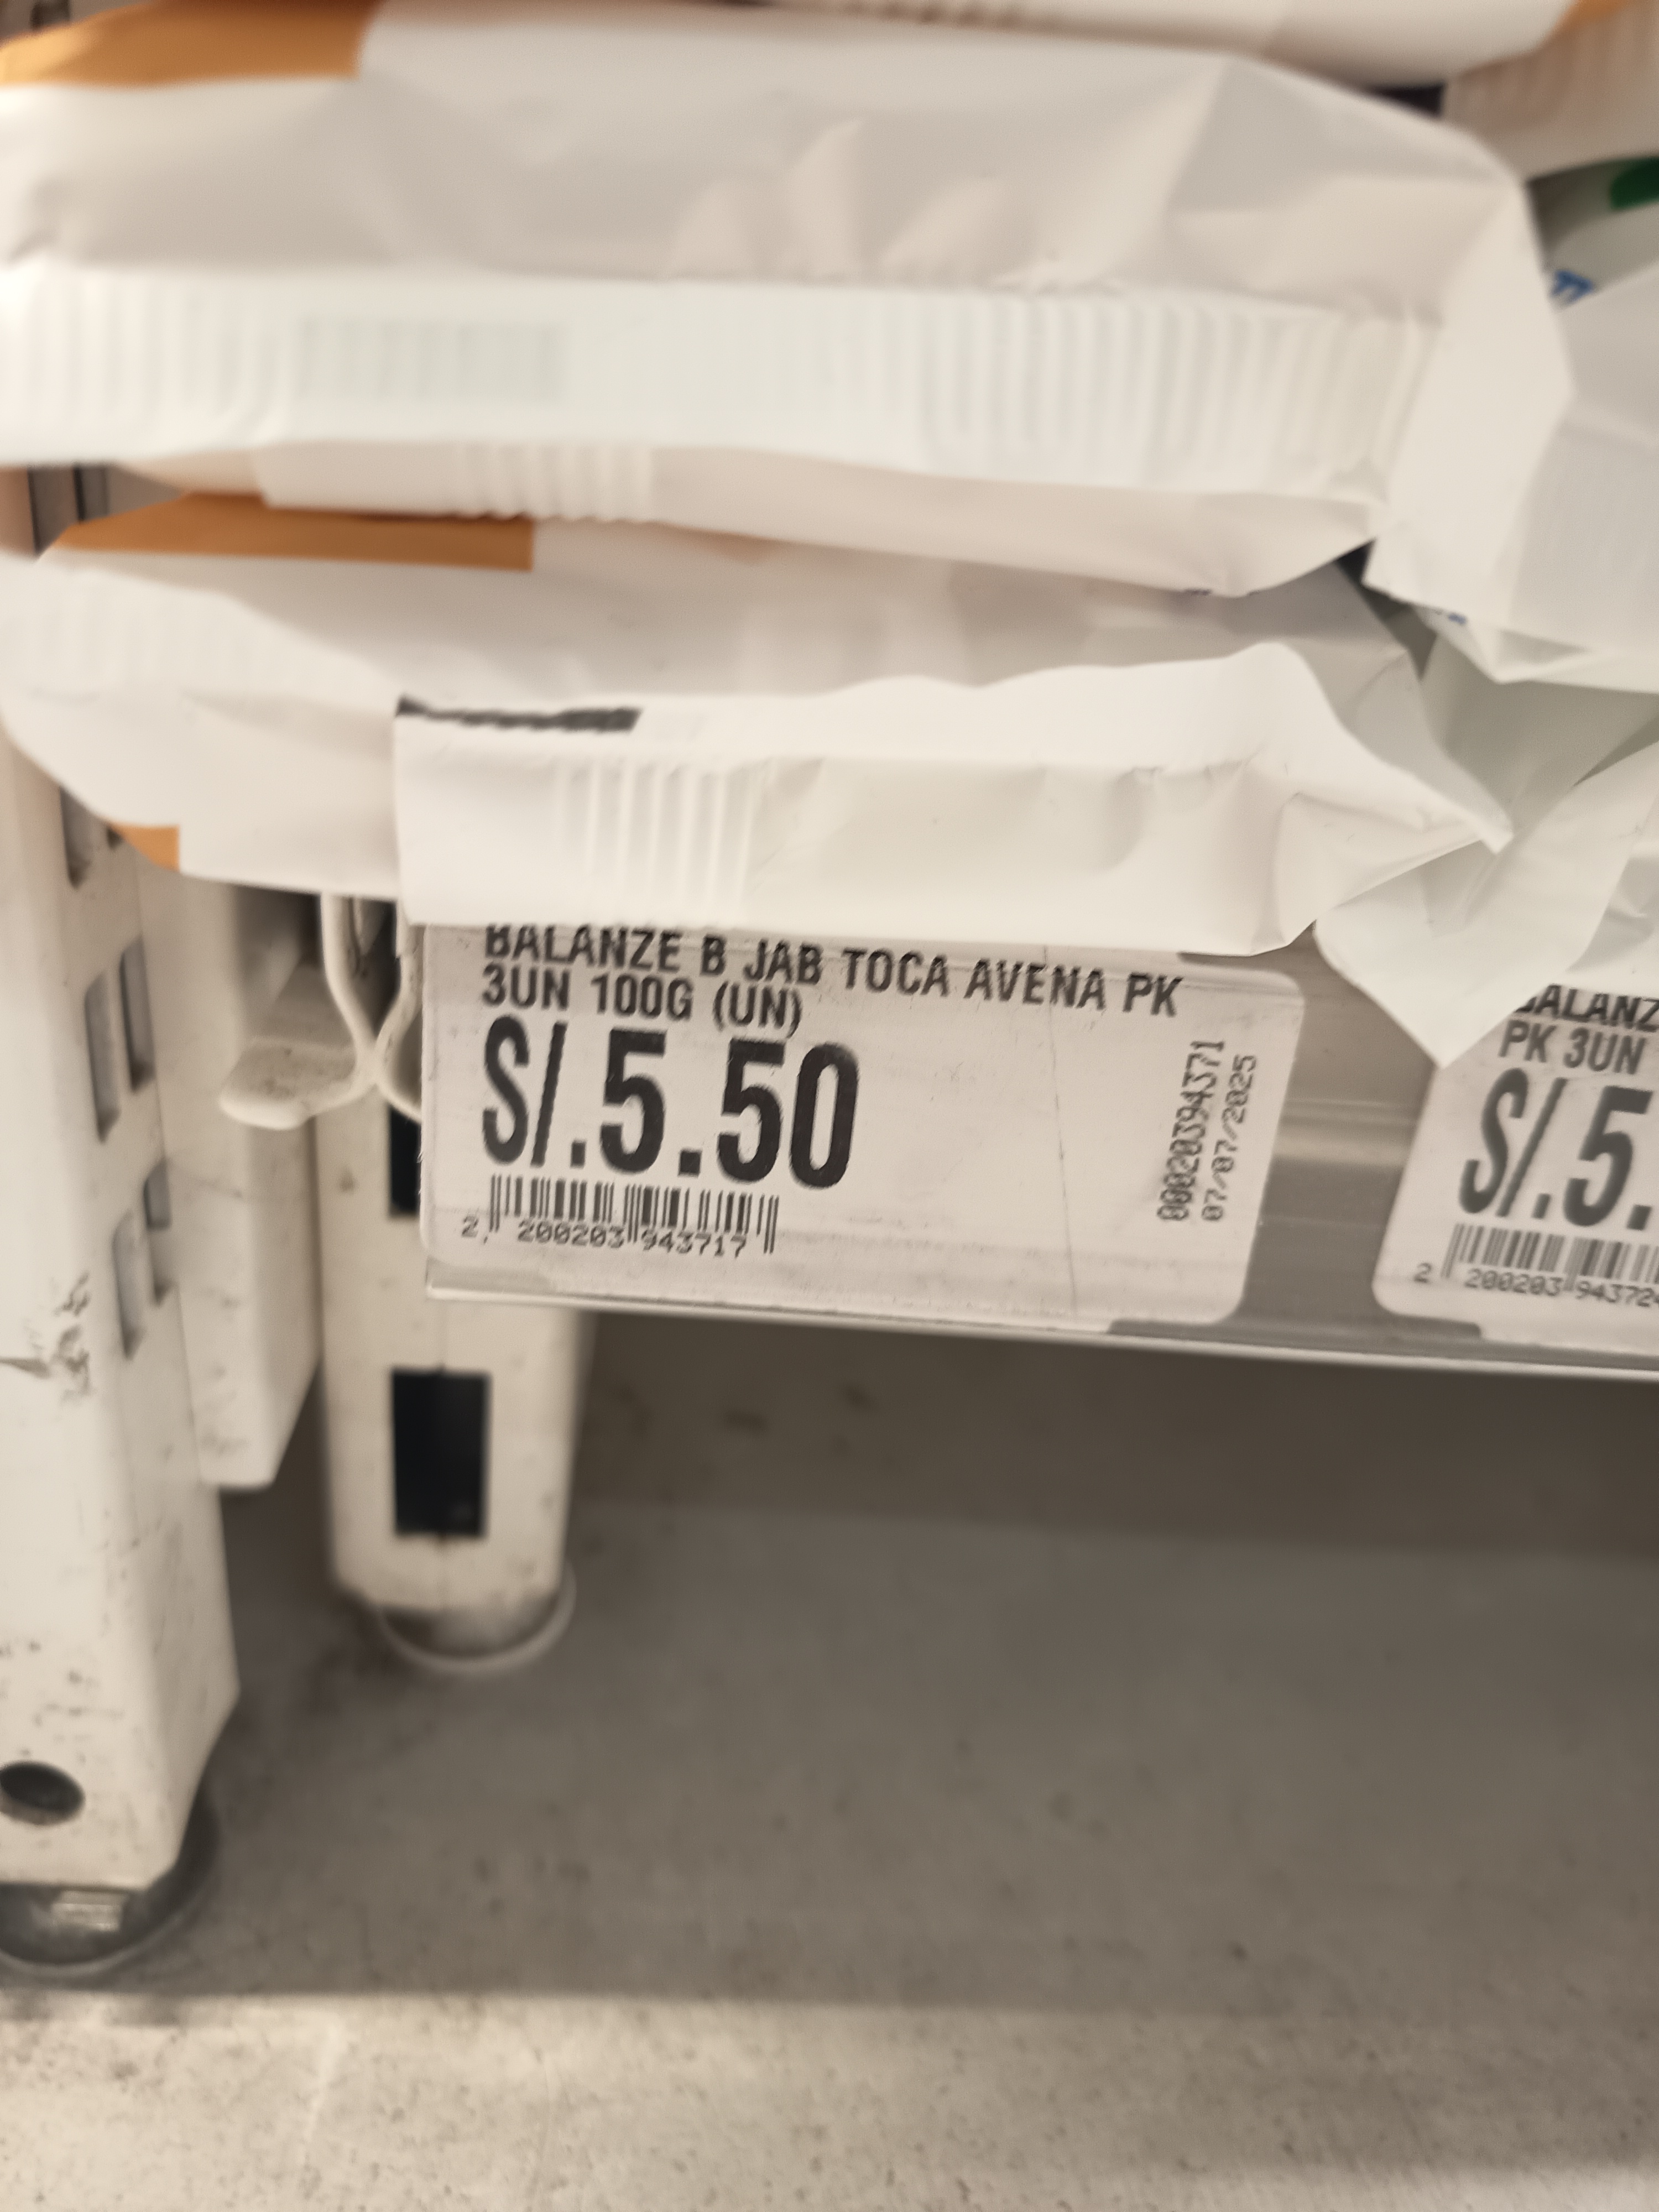 BALANZE B JAB TOCA AVENA PK
3UN 100G (UN)
S/.5.50
2 200203 943717
00020394371
07/07/2025
PK 3UN
S/.5.
2 200203 94372